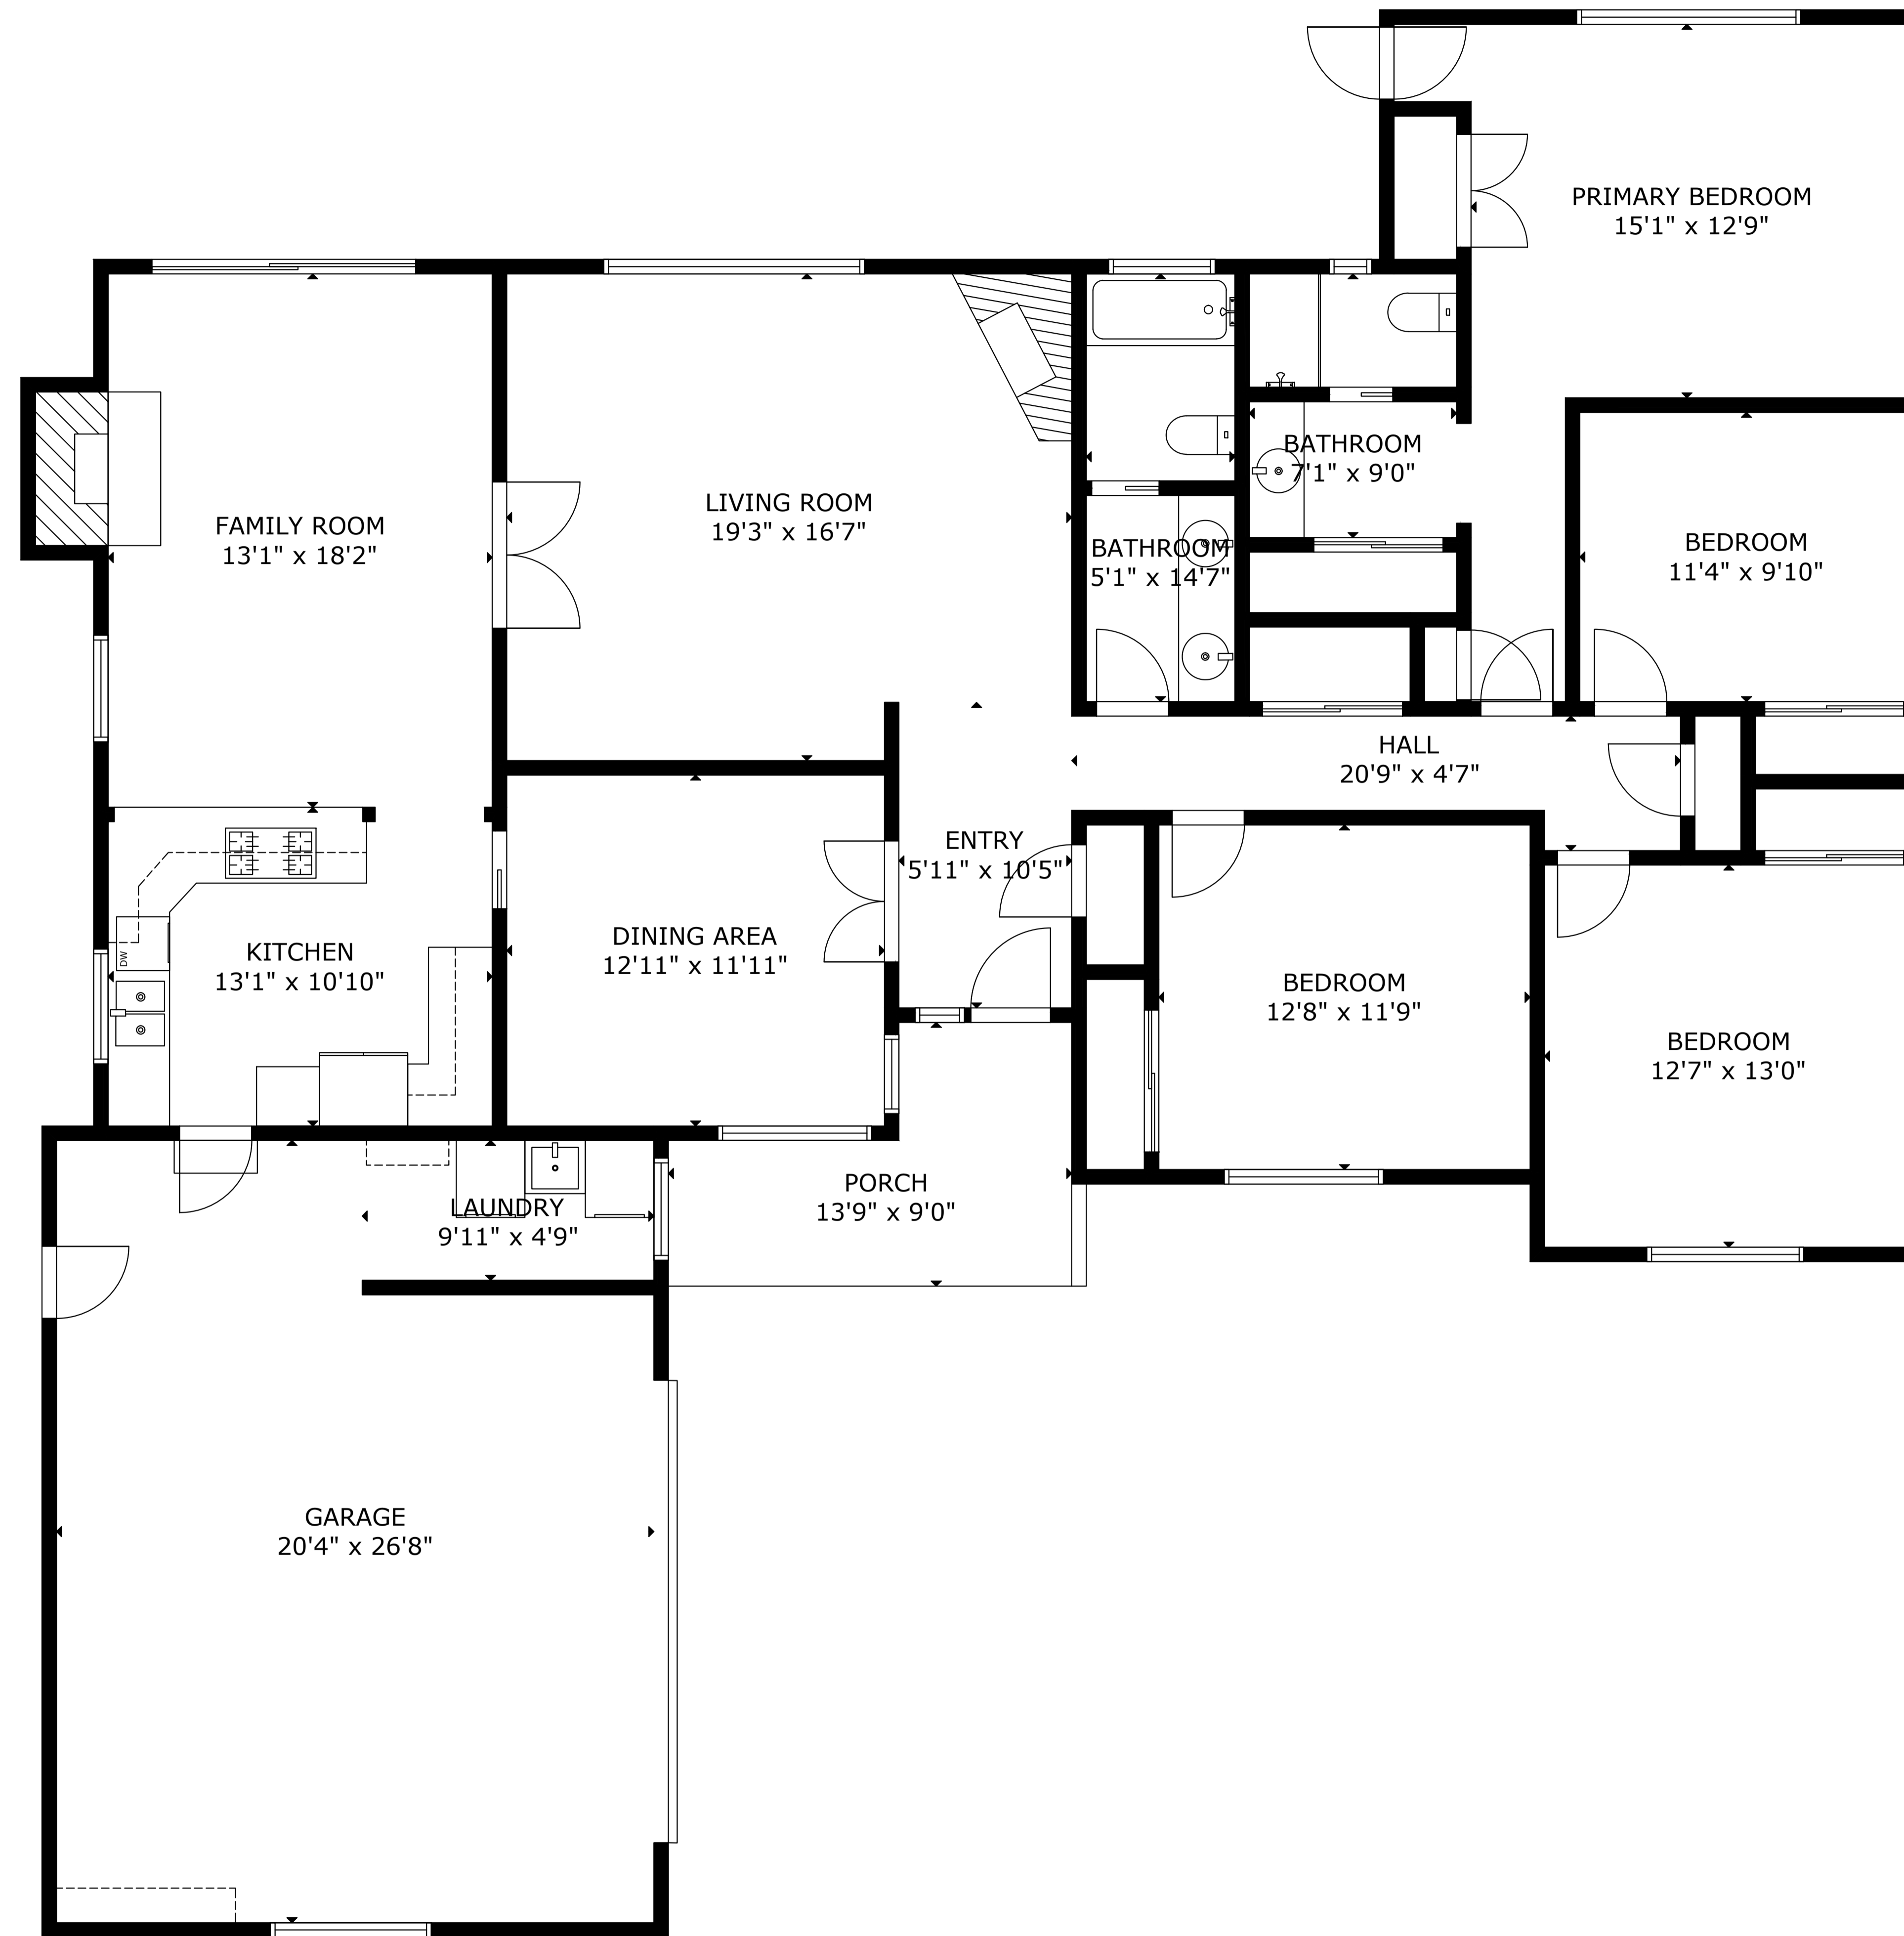 PRIMARY BEDROOM
15'1" x 12'9"
BATHROOM
7'1" x 9'0"
LIVING ROOM
19'3" x 16'7"
FAMILY ROOM
13'1" x 18'2"
BATHROOM
5'1" x 14'7"
BEDROOM
11'4" x 9'10"
HALL
20'9" x 4'7"
ENTRY
5'11" x 10'5"
DINING AREA
12'11" x 11'11"
KITCHEN
13'1" x 10'10"
DW
BEDROOM
12'8" x 11'9"
BEDROOM
12'7" x 13'0"
PORCH
13'9" x 9'0"
LAUNDRY
9'11" x 4'9"
GARAGE
20'4" x 26'8"